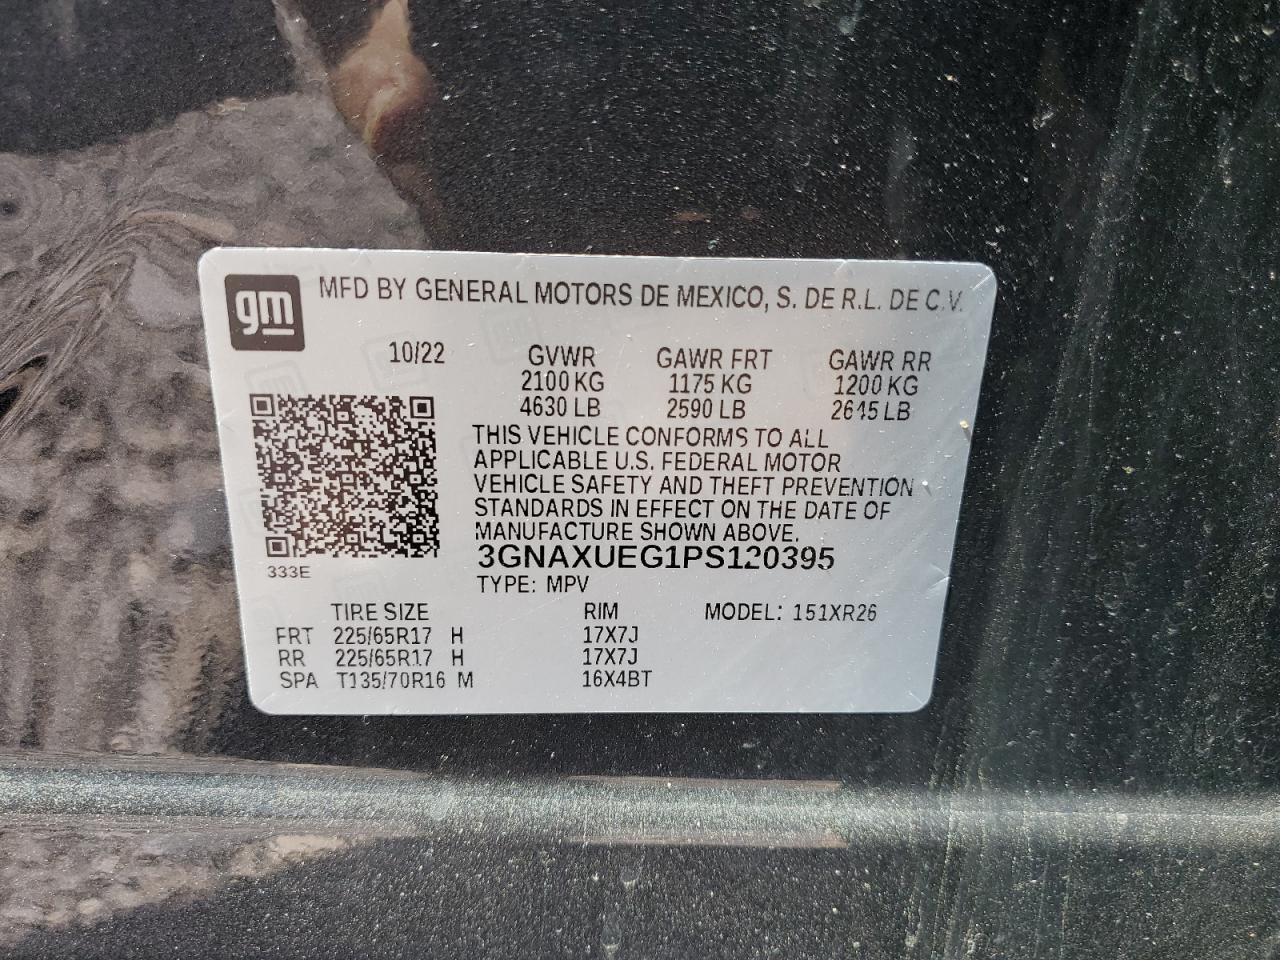 gm MFD BY GENERAL MOTORS DE MEXICO, S. DE R.L. DE C.V.
10/22 GVWR GAWR FRT GAWR RR
2100 KG 1175 KG 1200 KG
4630 LB 2590 LB 2645 LB
THIS VEHICLE CONFORMS TO ALL
APPLICABLE U.S. FEDERAL MOTOR
VEHICLE SAFETY AND THEFT PREVENTION
STANDARDS IN EFFECT ON THE DATE OF
MANUFACTURE SHOWN ABOVE.
3GNAXUEG1PS120395
333E
TYPE: MPV
TIRE SIZE RIM MODEL: 151XR26
FRT 225/65R17 H 17X7J
RR 225/65R17 H 17X7J
SPA T135/70R16 M 16X4BT